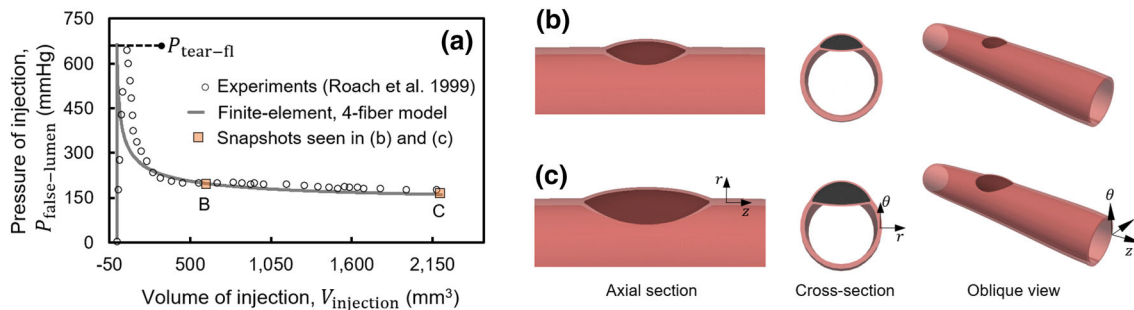 (a)
750
600
450
300
150
0
P_tear−fl
Experiments (Roach et al. 1999)
Finite-element, 4-fiber model
Snapshots seen in (b) and (c)
B
C
-50
500
1,050
1,600
2,150
Pressure of injection,
P_false−lumen (mmHg)
Volume of injection, V_injection (mm³)
(b)
(c)
r
z
θ
r
θ
z
Axial section
Cross-section
Oblique view